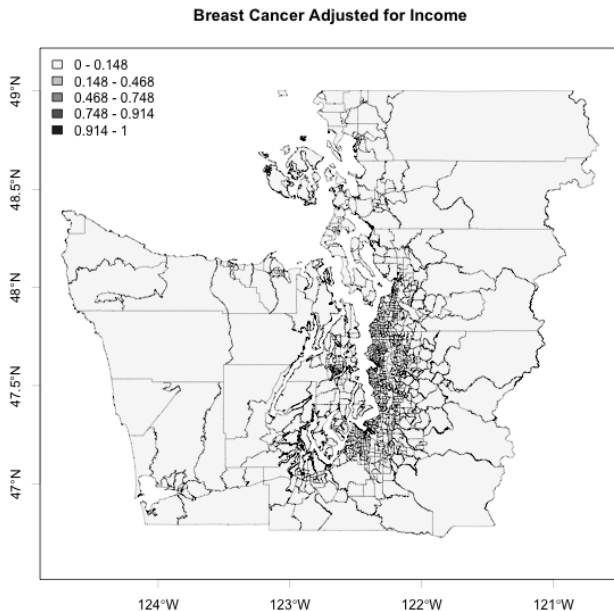 Breast Cancer Adjusted for Income
0 - 0.148
0.148 - 0.468
0.468 - 0.748
0.748 - 0.914
0.914 - 1
49°N
48.5°N
48°N
47.5°N
47°N
124°W 123°W 122°W 121°W